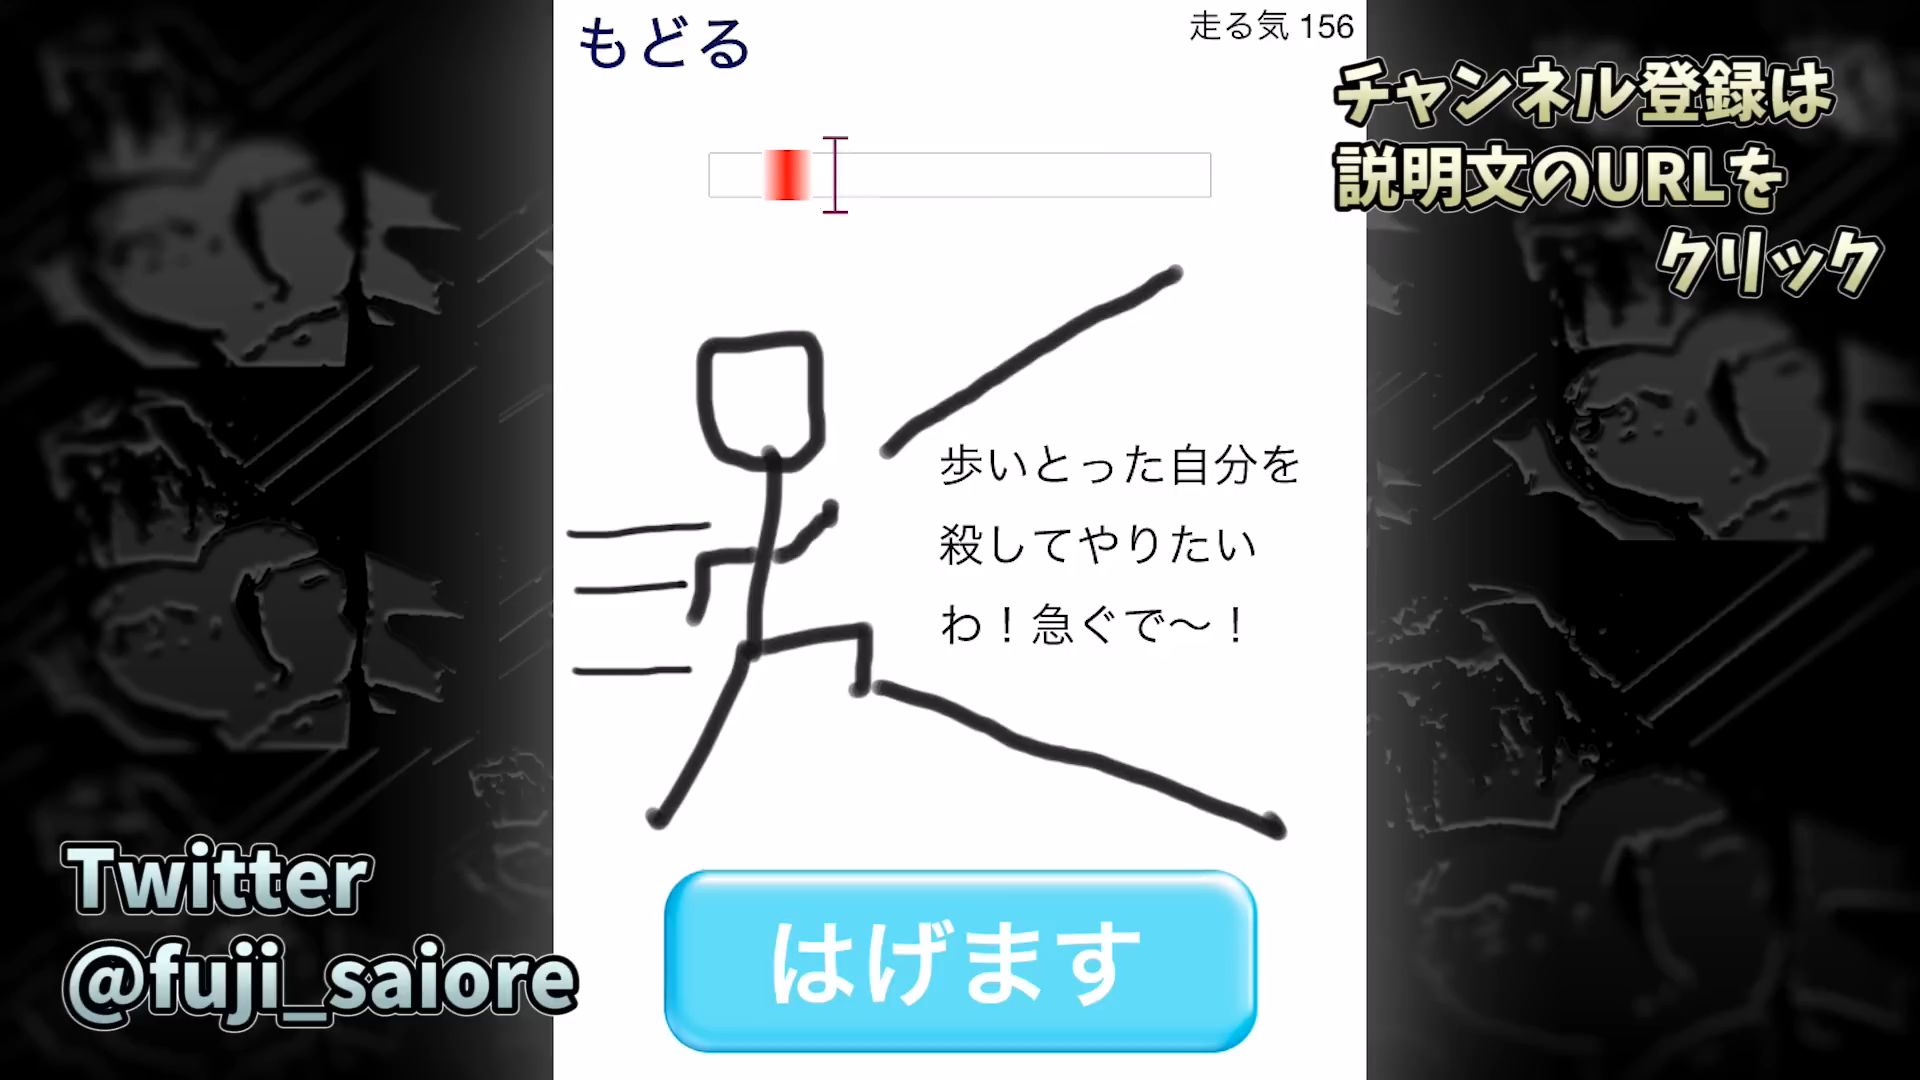 もどる
走る気 156
チャンネル登録は
説明文のURLを
クリック
歩いとった自分を
殺してやりたい
わ！急ぐで〜！
はげます
Twitter
@fuji_saiore